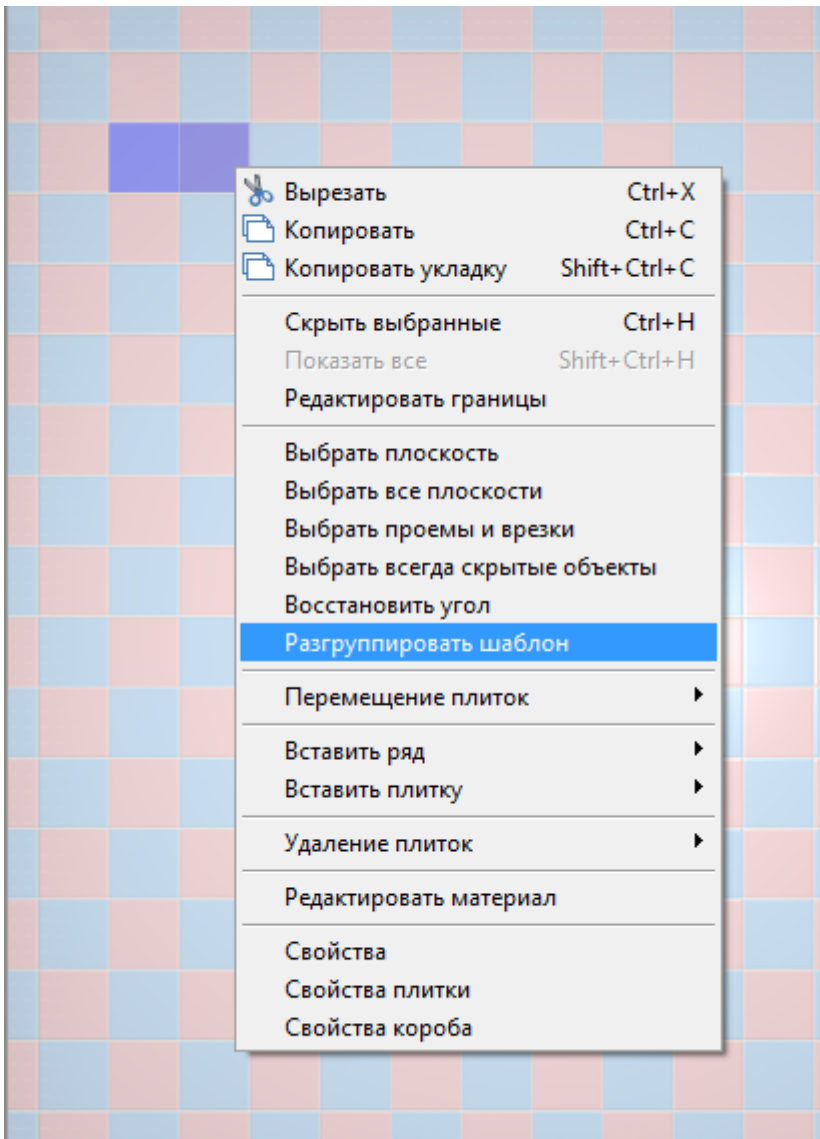 Вырезать Ctrl+X
Копировать Ctrl+C
Копировать укладку Shift+Ctrl+C
Скрыть выбранные Ctrl+H
Показать все Shift+Ctrl+H
Редактировать границы
Выбрать плоскость
Выбрать все плоскости
Выбрать проемы и врезки
Выбрать всегда скрытые объекты
Восстановить угол
Разгруппировать шаблон
Перемещение плиток
Вставить ряд
Вставить плитку
Удаление плиток
Редактировать материал
Свойства
Свойства плитки
Свойства короба